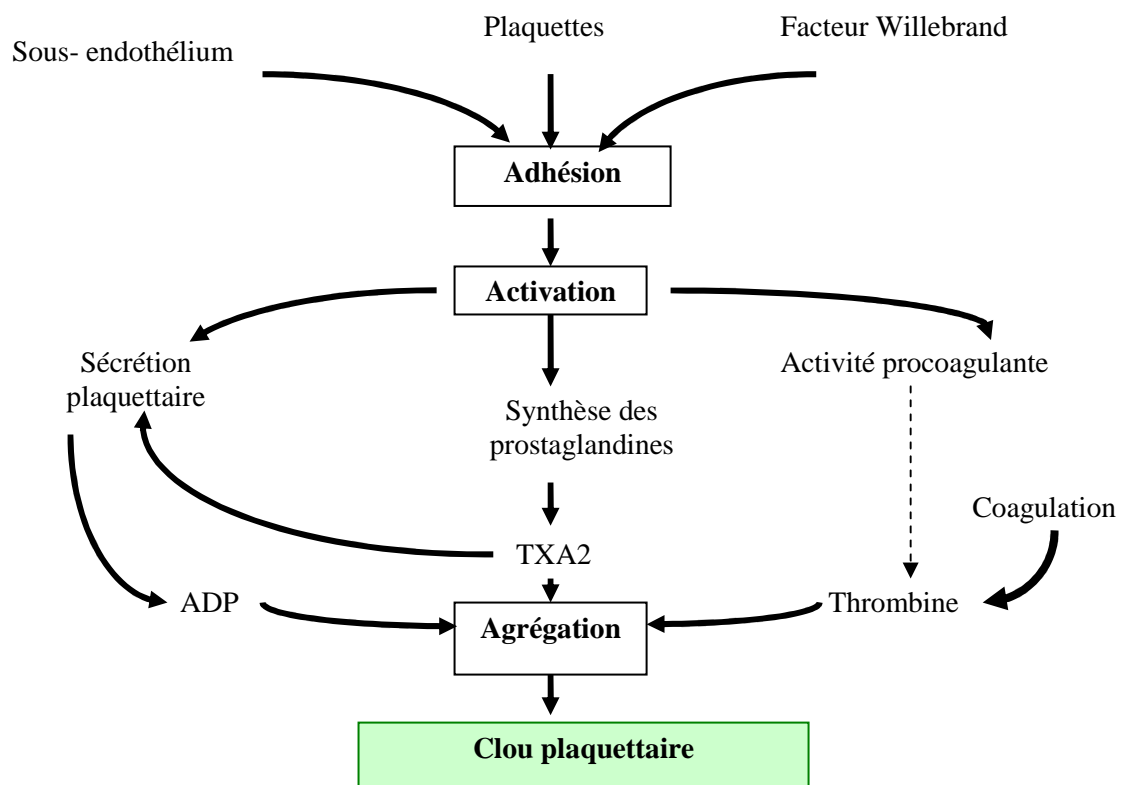 Plaquettes
Facteur Willebrand
Sous- endothélium
Adhésion
Activation
Sécrétion
plaquettaire
Activité procoagulante
Synthèse des
prostaglandines
Coagulation
TXA2
ADP
Thrombine
Agrégation
Clou plaquettaire